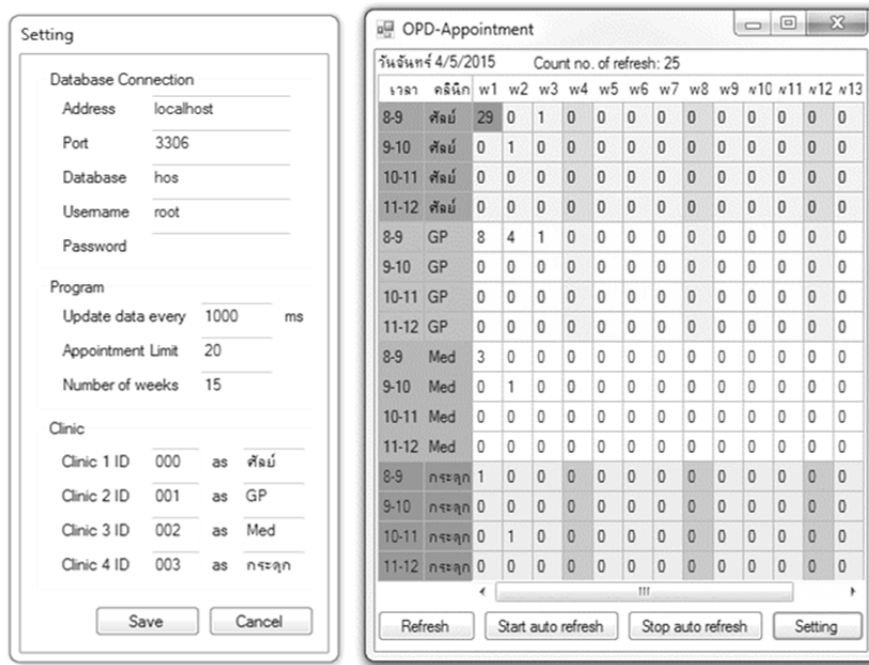 Setting
Database Connection
Address localhost
Port 3306
Database hos
Username root
Password
Program
Update data every 1000 ms
Appointment Limit 20
Number of weeks 15
Clinic
Clinic 1 ID 000 as ศัลย์
Clinic 2 ID 001 as GP
Clinic 3 ID 002 as Med
Clinic 4 ID 003 as กระดูก
Save Cancel
OPD-Appointment
วันจันทร์ 4/5/2015 Count no. of refresh: 25
เวลา คลินิก w1 w2 w3 w4 w5 w6 w7 w8 w9 w10 w11 w12 w13
8-9 ศัลย์ 29 0 1 0 0 0 0 0 0 0 0 0 0
9-10 ศัลย์ 0 1 0 0 0 0 0 0 0 0 0 0 0
10-11 ศัลย์ 0 0 0 0 0 0 0 0 0 0 0 0 0
11-12 ศัลย์ 0 0 0 0 0 0 0 0 0 0 0 0 0
8-9 GP 8 4 1 0 0 0 0 0 0 0 0 0 0
9-10 GP 0 0 0 0 0 0 0 0 0 0 0 0 0
10-11 GP 0 0 0 0 0 0 0 0 0 0 0 0 0
11-12 GP 0 0 0 0 0 0 0 0 0 0 0 0 0
8-9 Med 3 0 0 0 0 0 0 0 0 0 0 0 0
9-10 Med 0 1 0 0 0 0 0 0 0 0 0 0 0
10-11 Med 0 0 0 0 0 0 0 0 0 0 0 0 0
11-12 Med 0 0 0 0 0 0 0 0 0 0 0 0 0
8-9 กระดูก 1 0 0 0 0 0 0 0 0 0 0 0 0
9-10 กระดูก 0 0 0 0 0 0 0 0 0 0 0 0 0
10-11 กระดูก 0 1 0 0 0 0 0 0 0 0 0 0 0
11-12 กระดูก 0 0 0 0 0 0 0 0 0 0 0 0 0
Refresh Start auto refresh Stop auto refresh Setting